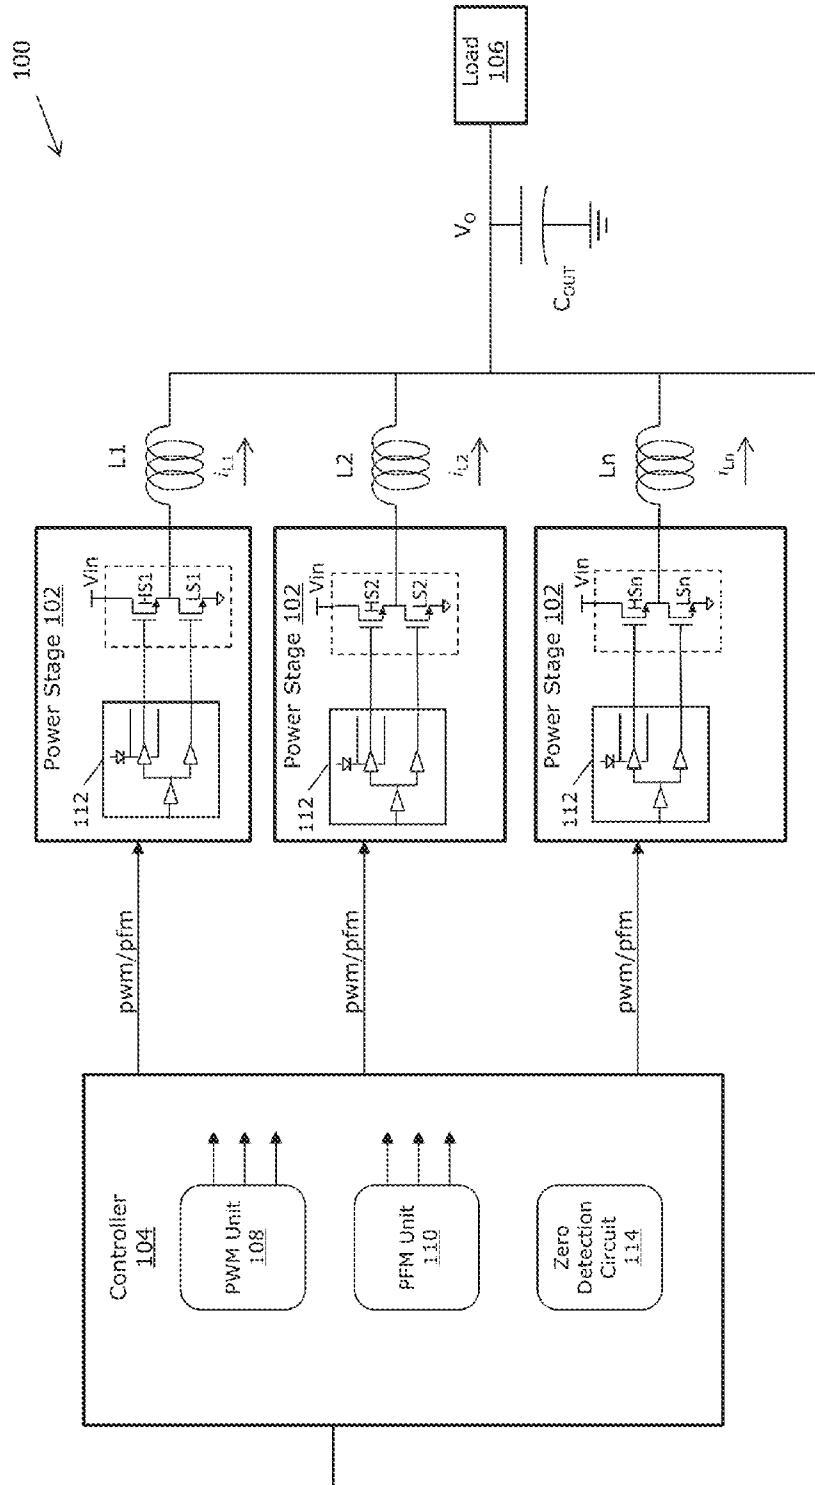 100
Controller
104
PWM Unit
108
PFM Unit
110
Zero
Detection
Circuit
114
pwm/pfm
pwm/pfm
pwm/pfm
Power Stage 102
112
Vin
HS1
LS1
Power Stage 102
112
Vin
HS2
LS2
Power Stage 102
112
Vin
HSn
LSn
L1
iL1
L2
iL2
Ln
iLn
VO
COUT
Load
106